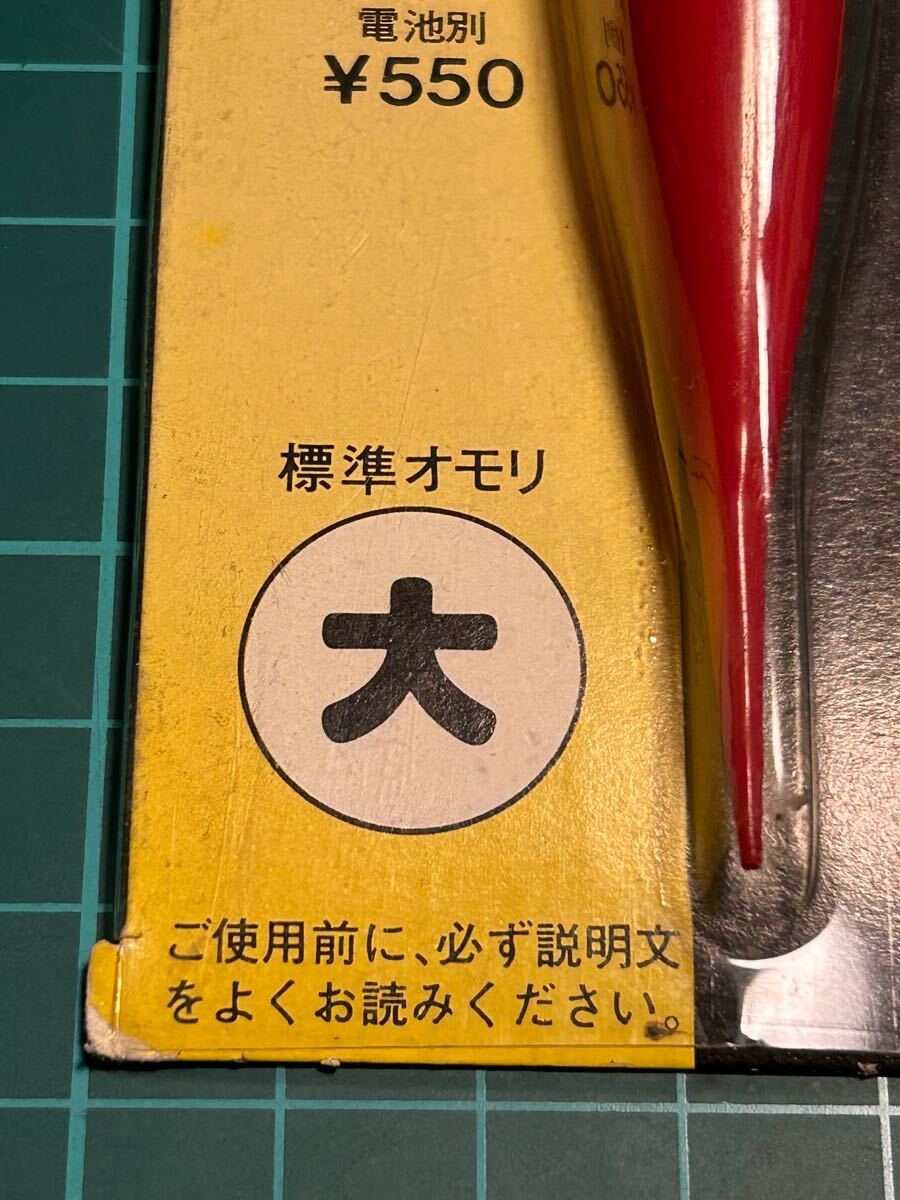 電池別
¥550
標準オモリ
大
ご使用前に、必ず説明文
をよくお読みください。